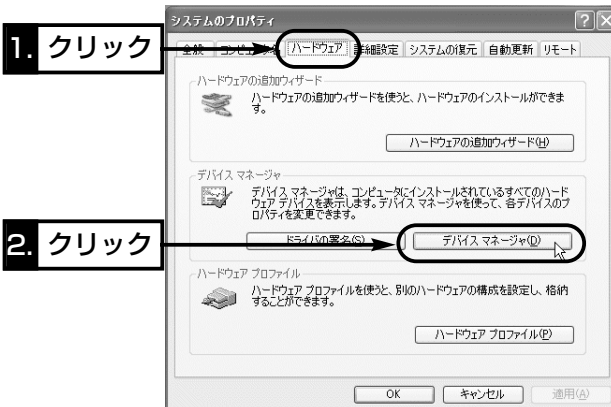 システムのプロパティ
1. クリック
全般 コンピュータ名 ハードウェア 詳細設定 システムの復元 自動更新 リモート
ハードウェアの追加ウィザード
ハードウェアの追加ウィザードを使うと、ハードウェアのインストールができま
す。
ハードウェアの追加ウィザード(H)
デバイス マネージャ
デバイス マネージャは、コンピュータにインストールされているすべてのハード
ウェア デバイスを表示します。デバイス マネージャを使って、各デバイスのプ
ロパティを変更できます。
2. クリック
ドライバの署名(S) デバイス マネージャ(D)
ハードウェア プロファイル
ハードウェア プロファイルを使うと、別のハードウェアの構成を設定し、格納
することができます。
ハードウェア プロファイル(P)
OK キャンセル 適用(A)